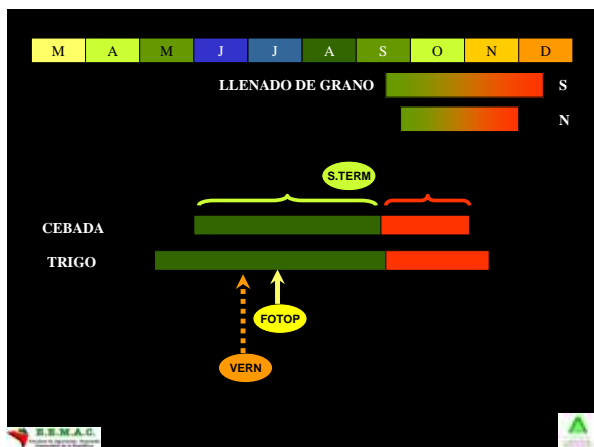 M A M J J A S O N D
LLENADO DE GRANO S
N
S.TERM
CEBADA
TRIGO
FOTOP
VERN
E.E.M.A.C.